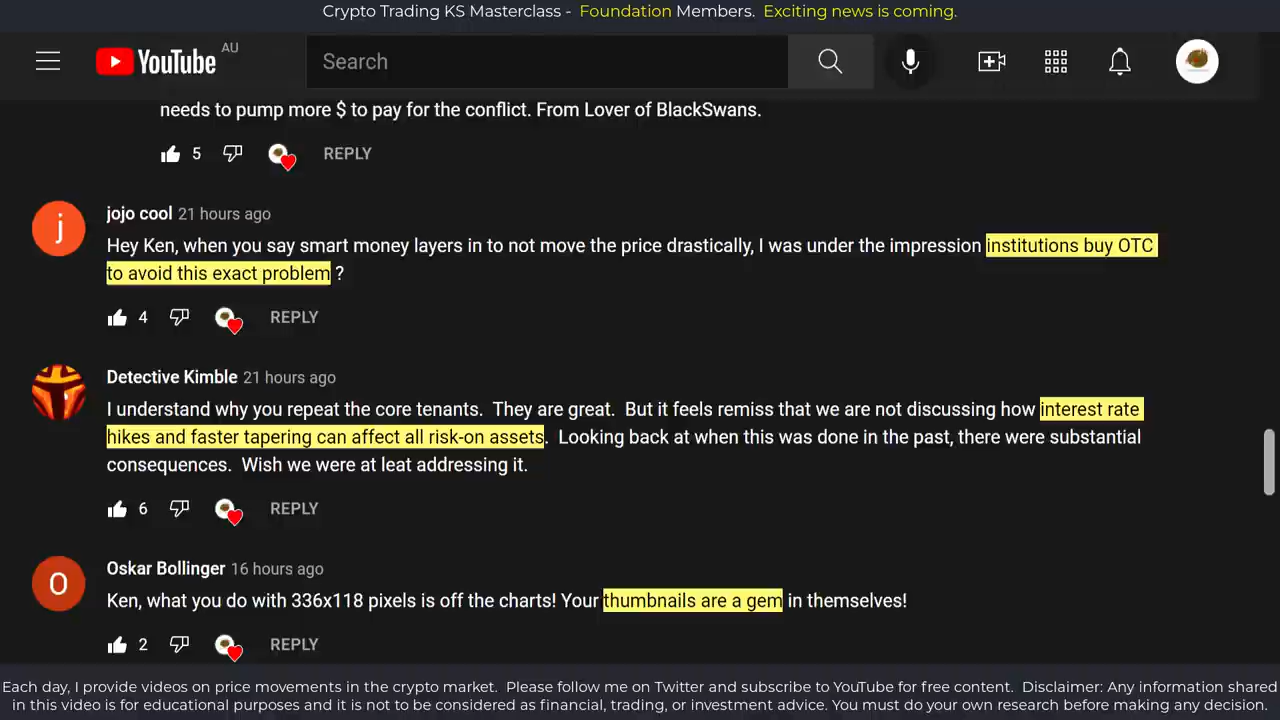 Crypto Trading KS Masterclass - Foundation Members. Exciting news is coming.
YouTube AU
Search
needs to pump more $ to pay for the conflict. From Lover of BlackSwans.
5 REPLY
j
jojo cool 21 hours ago
Hey Ken, when you say smart money layers in to not move the price drastically, I was under the impression institutions buy OTC
to avoid this exact problem ?
4 REPLY
Detective Kimble 21 hours ago
I understand why you repeat the core tenants. They are great. But it feels remiss that we are not discussing how interest rate
hikes and faster tapering can affect all risk-on assets. Looking back at when this was done in the past, there were substantial
consequences. Wish we were at leat addressing it.
6 REPLY
O
Oskar Bollinger 16 hours ago
Ken, what you do with 336x118 pixels is off the charts! Your thumbnails are a gem in themselves!
2 REPLY
Each day, I provide videos on price movements in the crypto market. Please follow me on Twitter and subscribe to YouTube for free content. Disclaimer: Any information shared
in this video is for educational purposes and it is not to be considered as financial, trading, or investment advice. You must do your own research before making any decision.